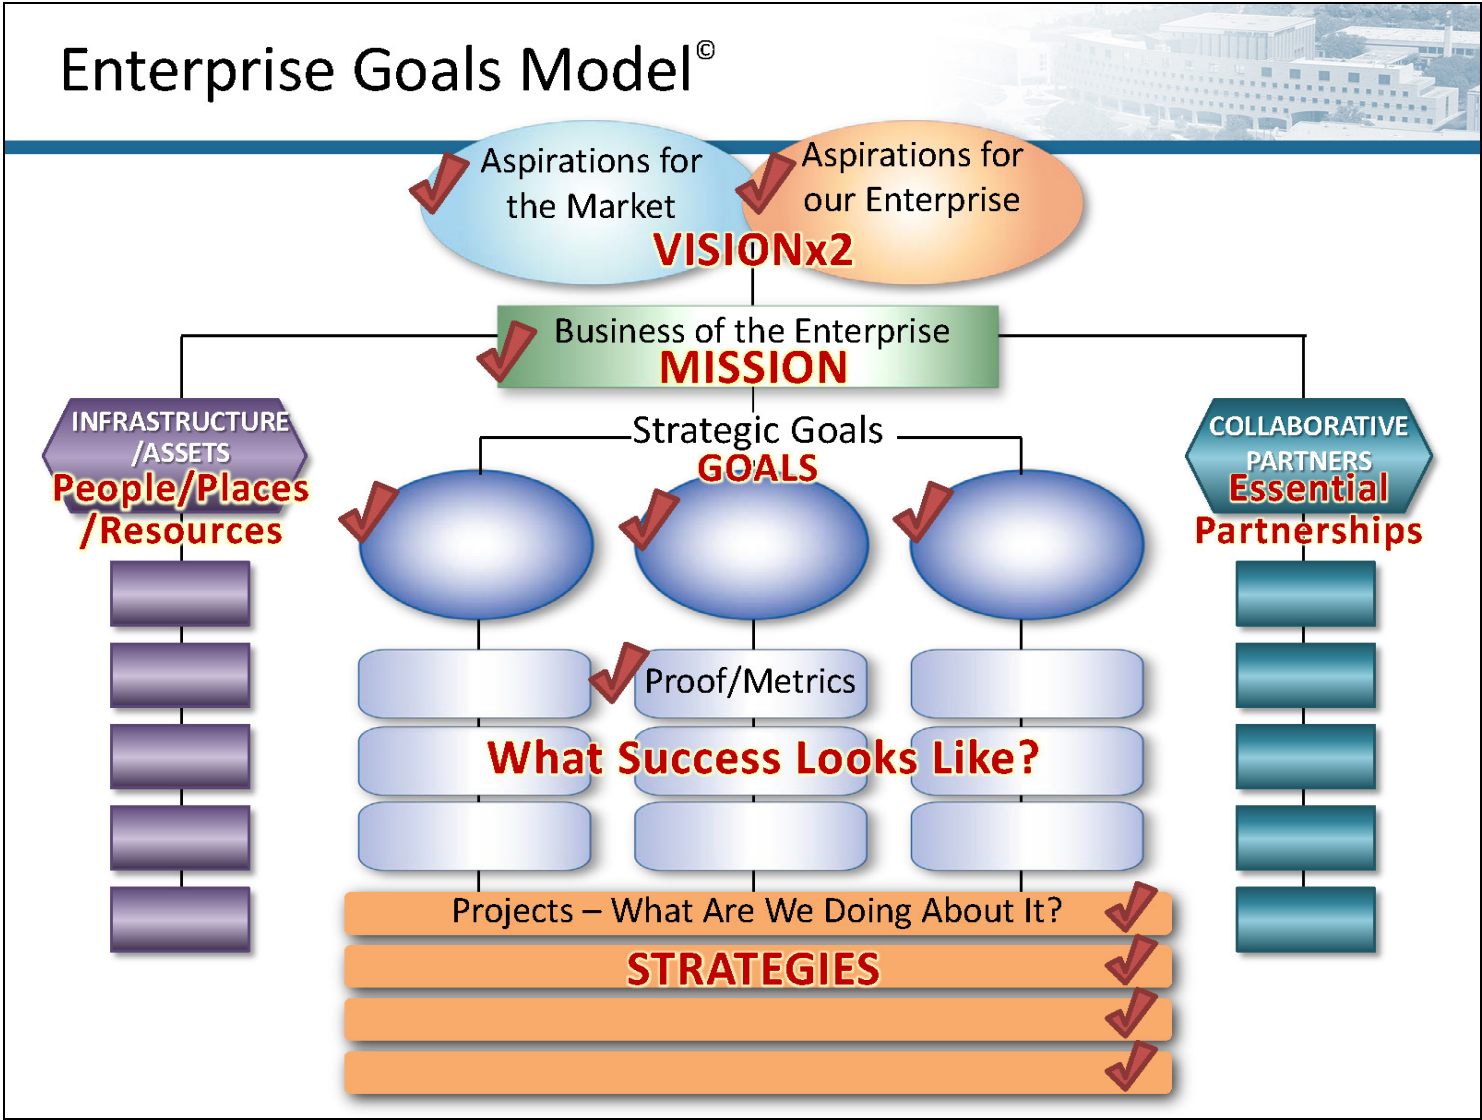 Enterprise Goals Model©
Aspirations for
the Market
Aspirations for
our Enterprise
VISIONx2
Business of the Enterprise
MISSION
INFRASTRUCTURE
/ASSETS
People/Places
/Resources
Strategic Goals
GOALS
COLLABORATIVE
PARTNERS
Essential
Partnerships
Proof/Metrics
What Success Looks Like?
Projects – What Are We Doing About It?
STRATEGIES